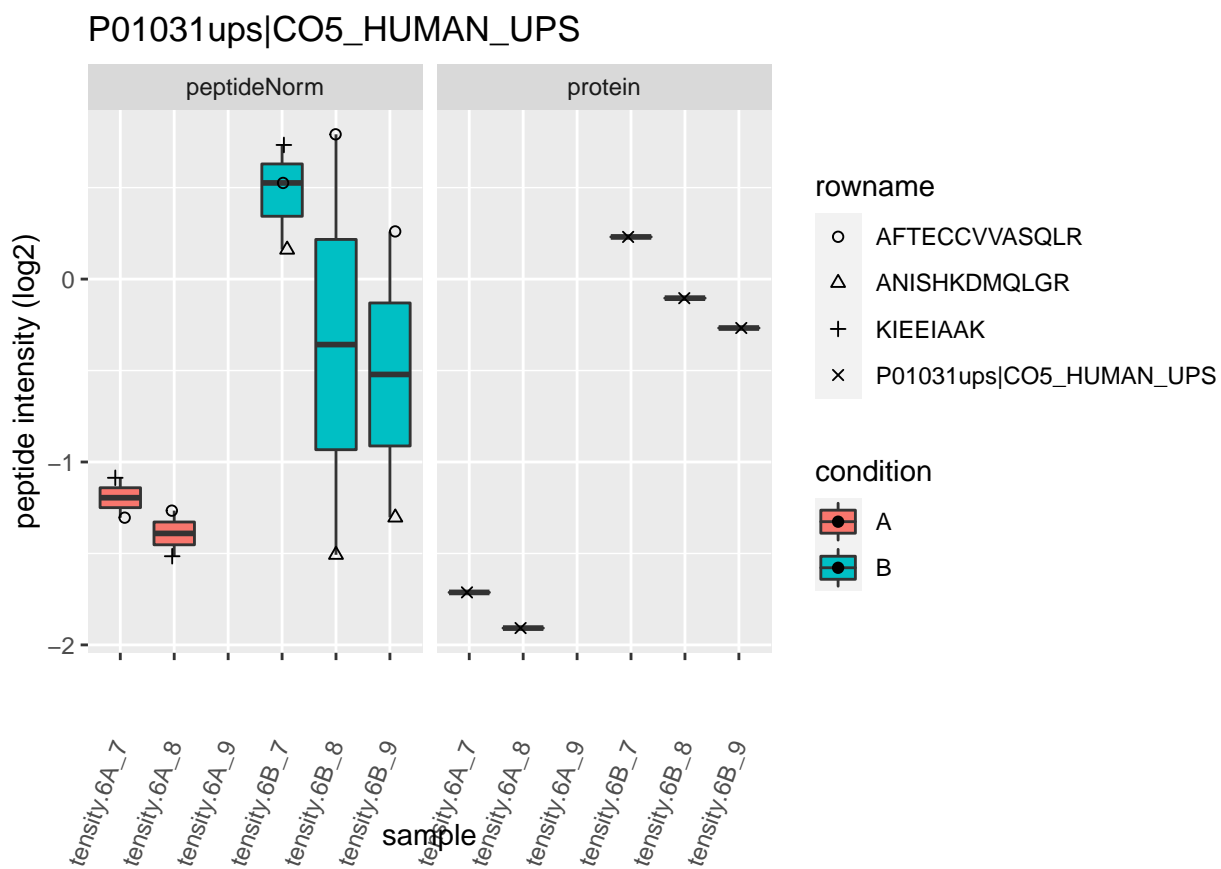 P01031ups|CO5_HUMAN_UPS
peptideNorm
protein
peptide intensity (log2)
0
−1
−2
tensity.6A_7
tensity.6A_8
tensity.6A_9
tensity.6B_7
tensity.6B_8
tensity.6B_9
tensity.6A_7
tensity.6A_8
tensity.6A_9
tensity.6B_7
tensity.6B_8
tensity.6B_9
sample
rowname
AFTECCVVASQLR
ANISHKDMQLGR
KIEEIAAK
P01031ups|CO5_HUMAN_UPS
condition
A
B